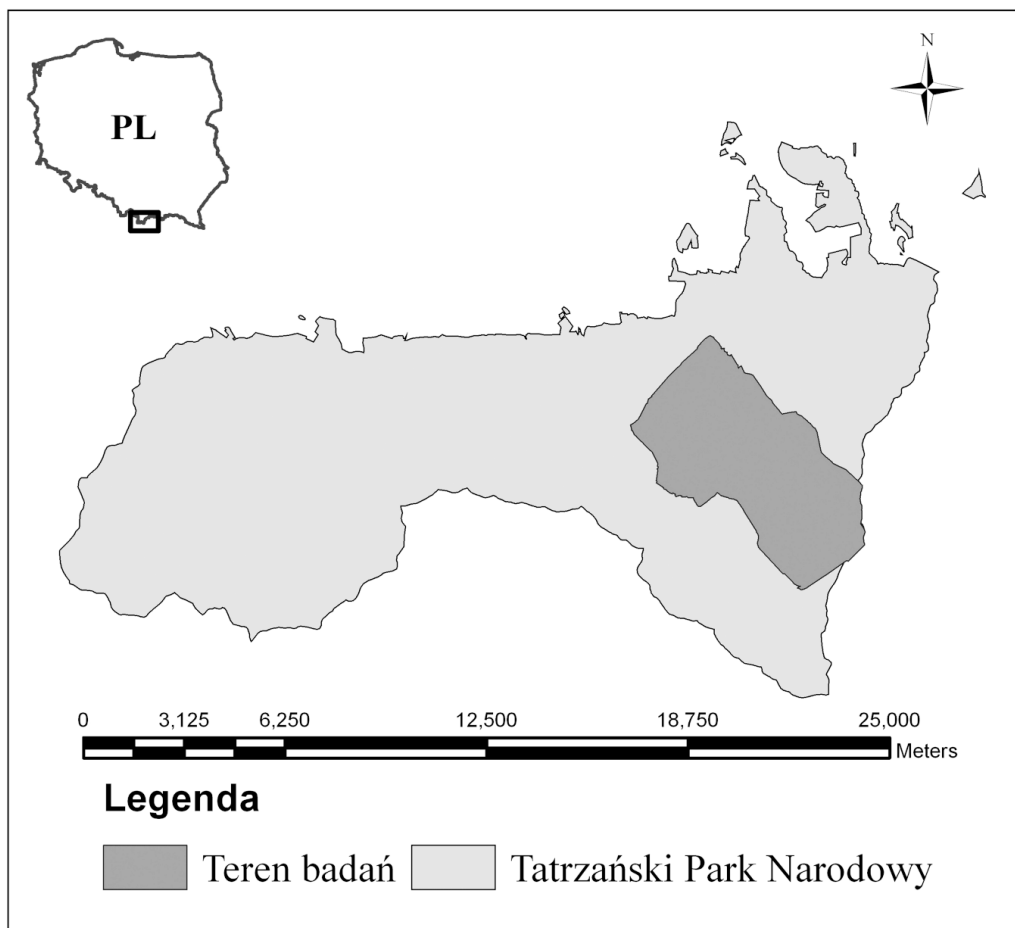 N
PL
0 3,125 6,250 12,500 18,750 25,000
Meters
Legenda
Teren badań Tatrzański Park Narodowy